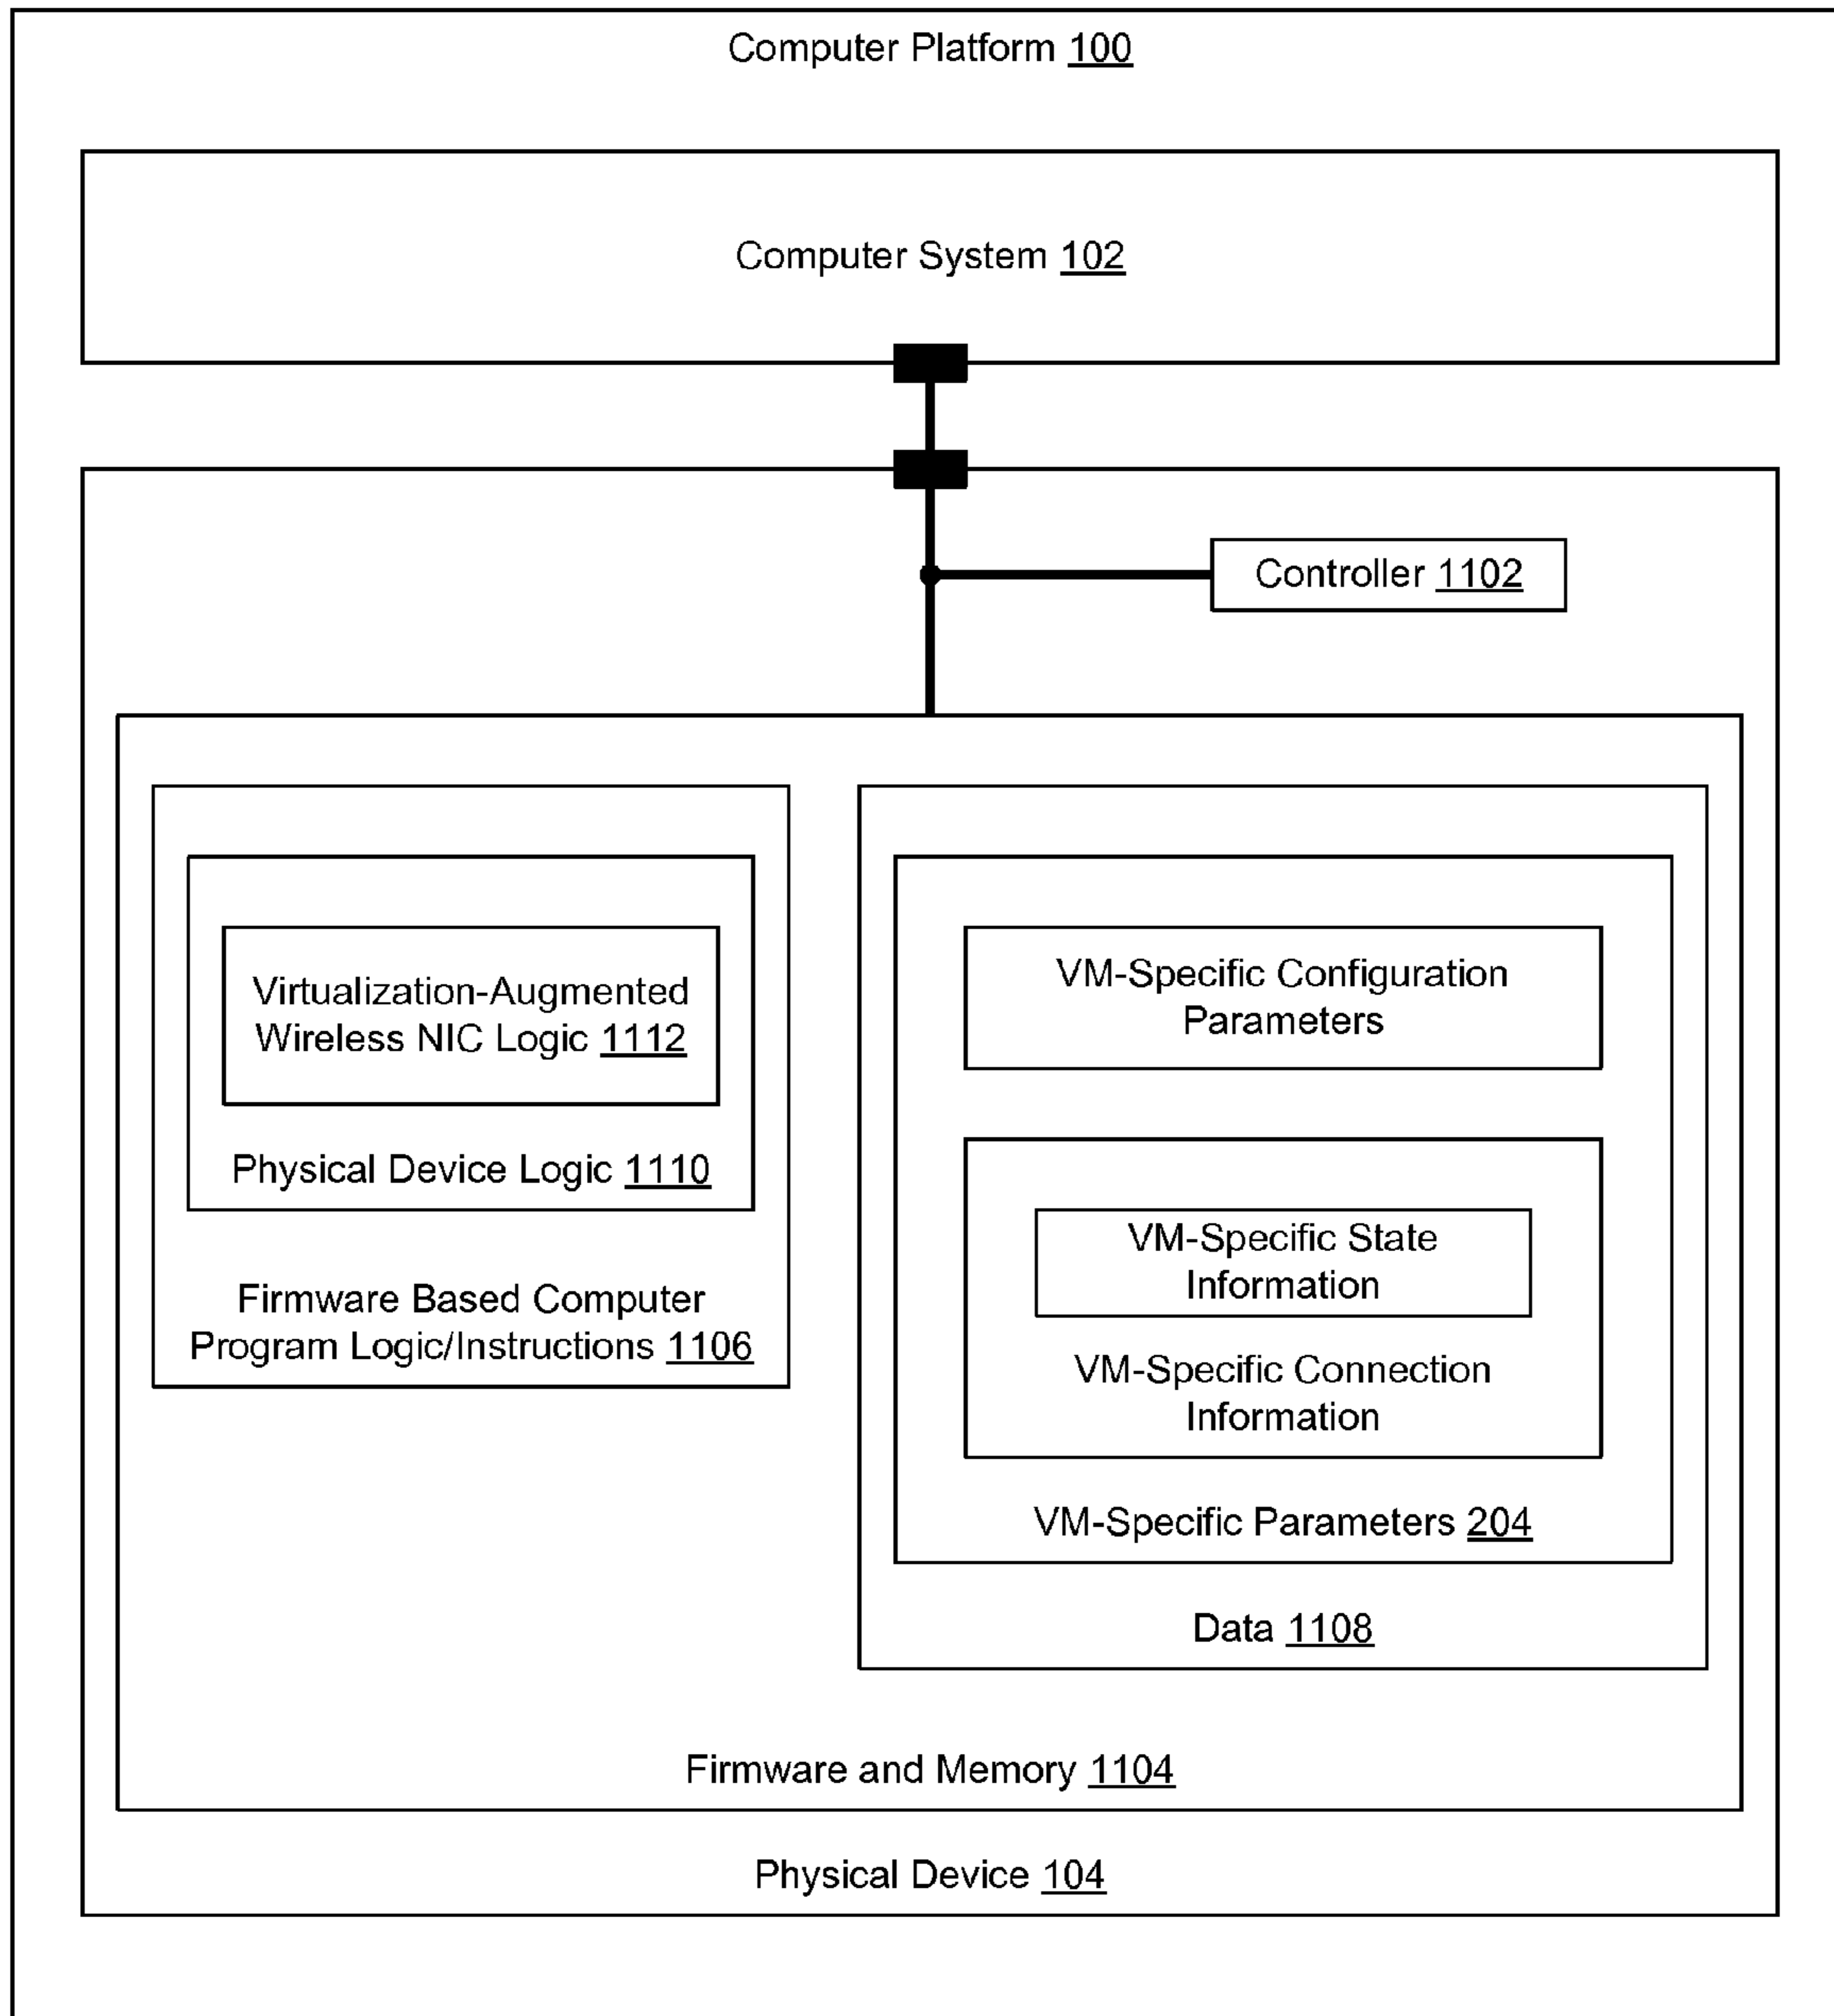 Computer Platform 100
Computer System 102
Controller 1102
Virtualization-Augmented
Wireless NIC Logic 1112
Physical Device Logic 1110
Firmware Based Computer
Program Logic/Instructions 1106
VM-Specific Configuration
Parameters
VM-Specific State
Information
VM-Specific Connection
Information
VM-Specific Parameters 204
Data 1108
Firmware and Memory 1104
Physical Device 104